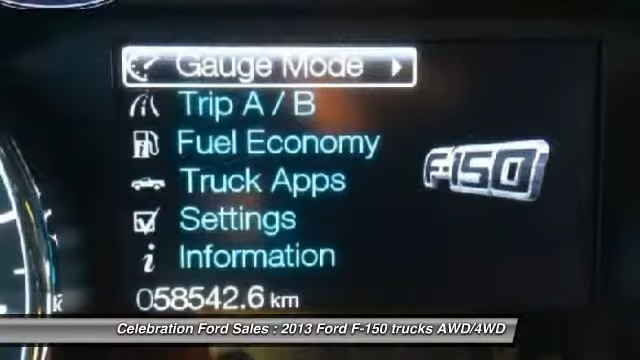 Gauge Mode
Trip A / B
Fuel Economy
F-150
Truck Apps
Settings
Information
058542.6 km
Celebration Ford Sales : 2013 Ford F-150 trucks AWD/4WD